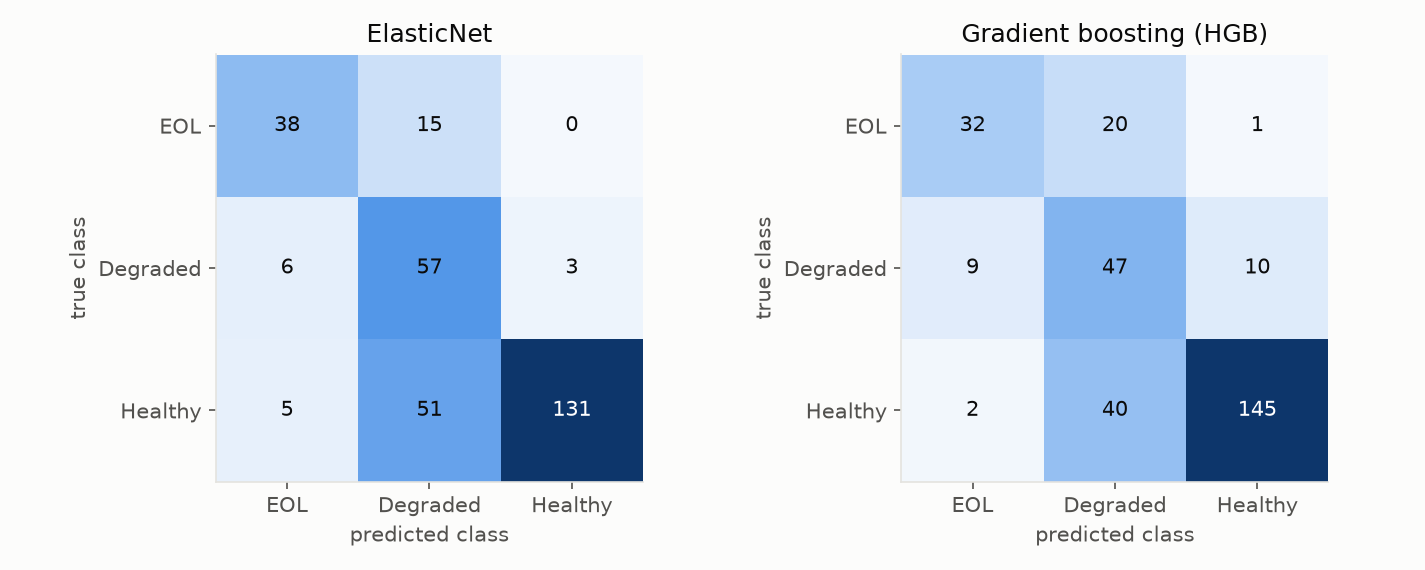 ElasticNet
true class
EOL
Degraded
Healthy
38 15 0
6 57 3
5 51 131
EOL Degraded Healthy
predicted class
Gradient boosting (HGB)
true class
EOL
Degraded
Healthy
32 20 1
9 47 10
2 40 145
EOL Degraded Healthy
predicted class